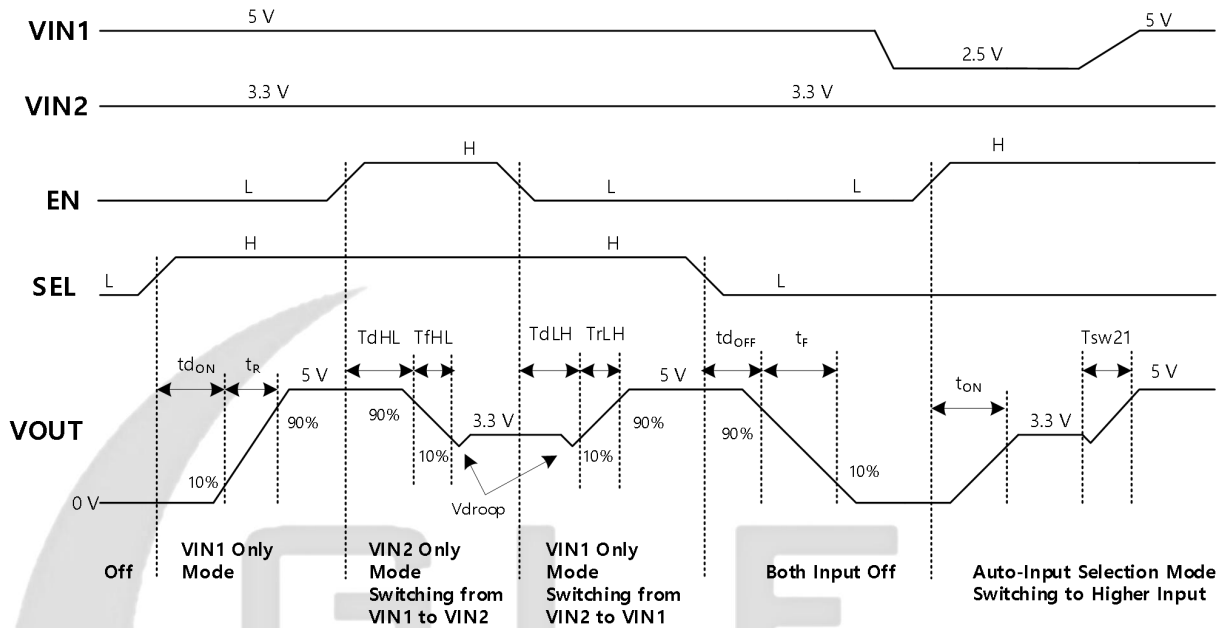 VIN1
5 V
2.5 V
5 V
VIN2
3.3 V
3.3 V
EN
L
H
L
L
H
SEL
L
H
H
L
VOUT
tdON
tR
TdHL
TfHL
TdLH
TrLH
tdOFF
tF
tON
Tsw21
0 V
10%
90%
5 V
90%
10%
3.3 V
Vdroop
10%
90%
5 V
90%
10%
3.3 V
5 V
Off
VIN1 Only
Mode
VIN2 Only
Mode
Switching from
VIN1 to VIN2
VIN1 Only
Mode
Switching from
VIN2 to VIN1
Both Input Off
Auto-Input Selection Mode
Switching to Higher Input